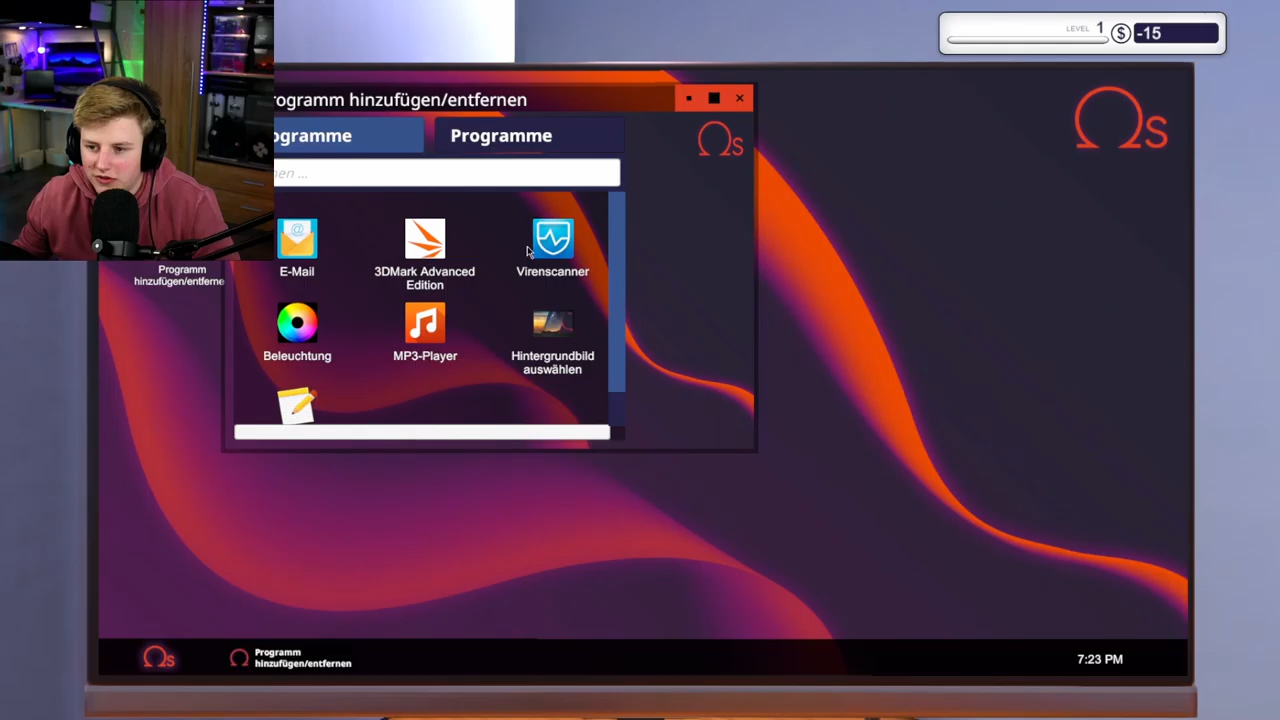 LEVEL 1 $ -15
rogramm hinzufügen/entfernen
ogramme
Programme
en ...
Ωs
Ωs
E-Mail
3DMark Advanced
Edition
Virenscanner
Programm
hinzufügen/entferne
Beleuchtung
MP3-Player
Hintergrundbild
auswählen
Ωs
Programm
hinzufügen/entfernen
7:23 PM